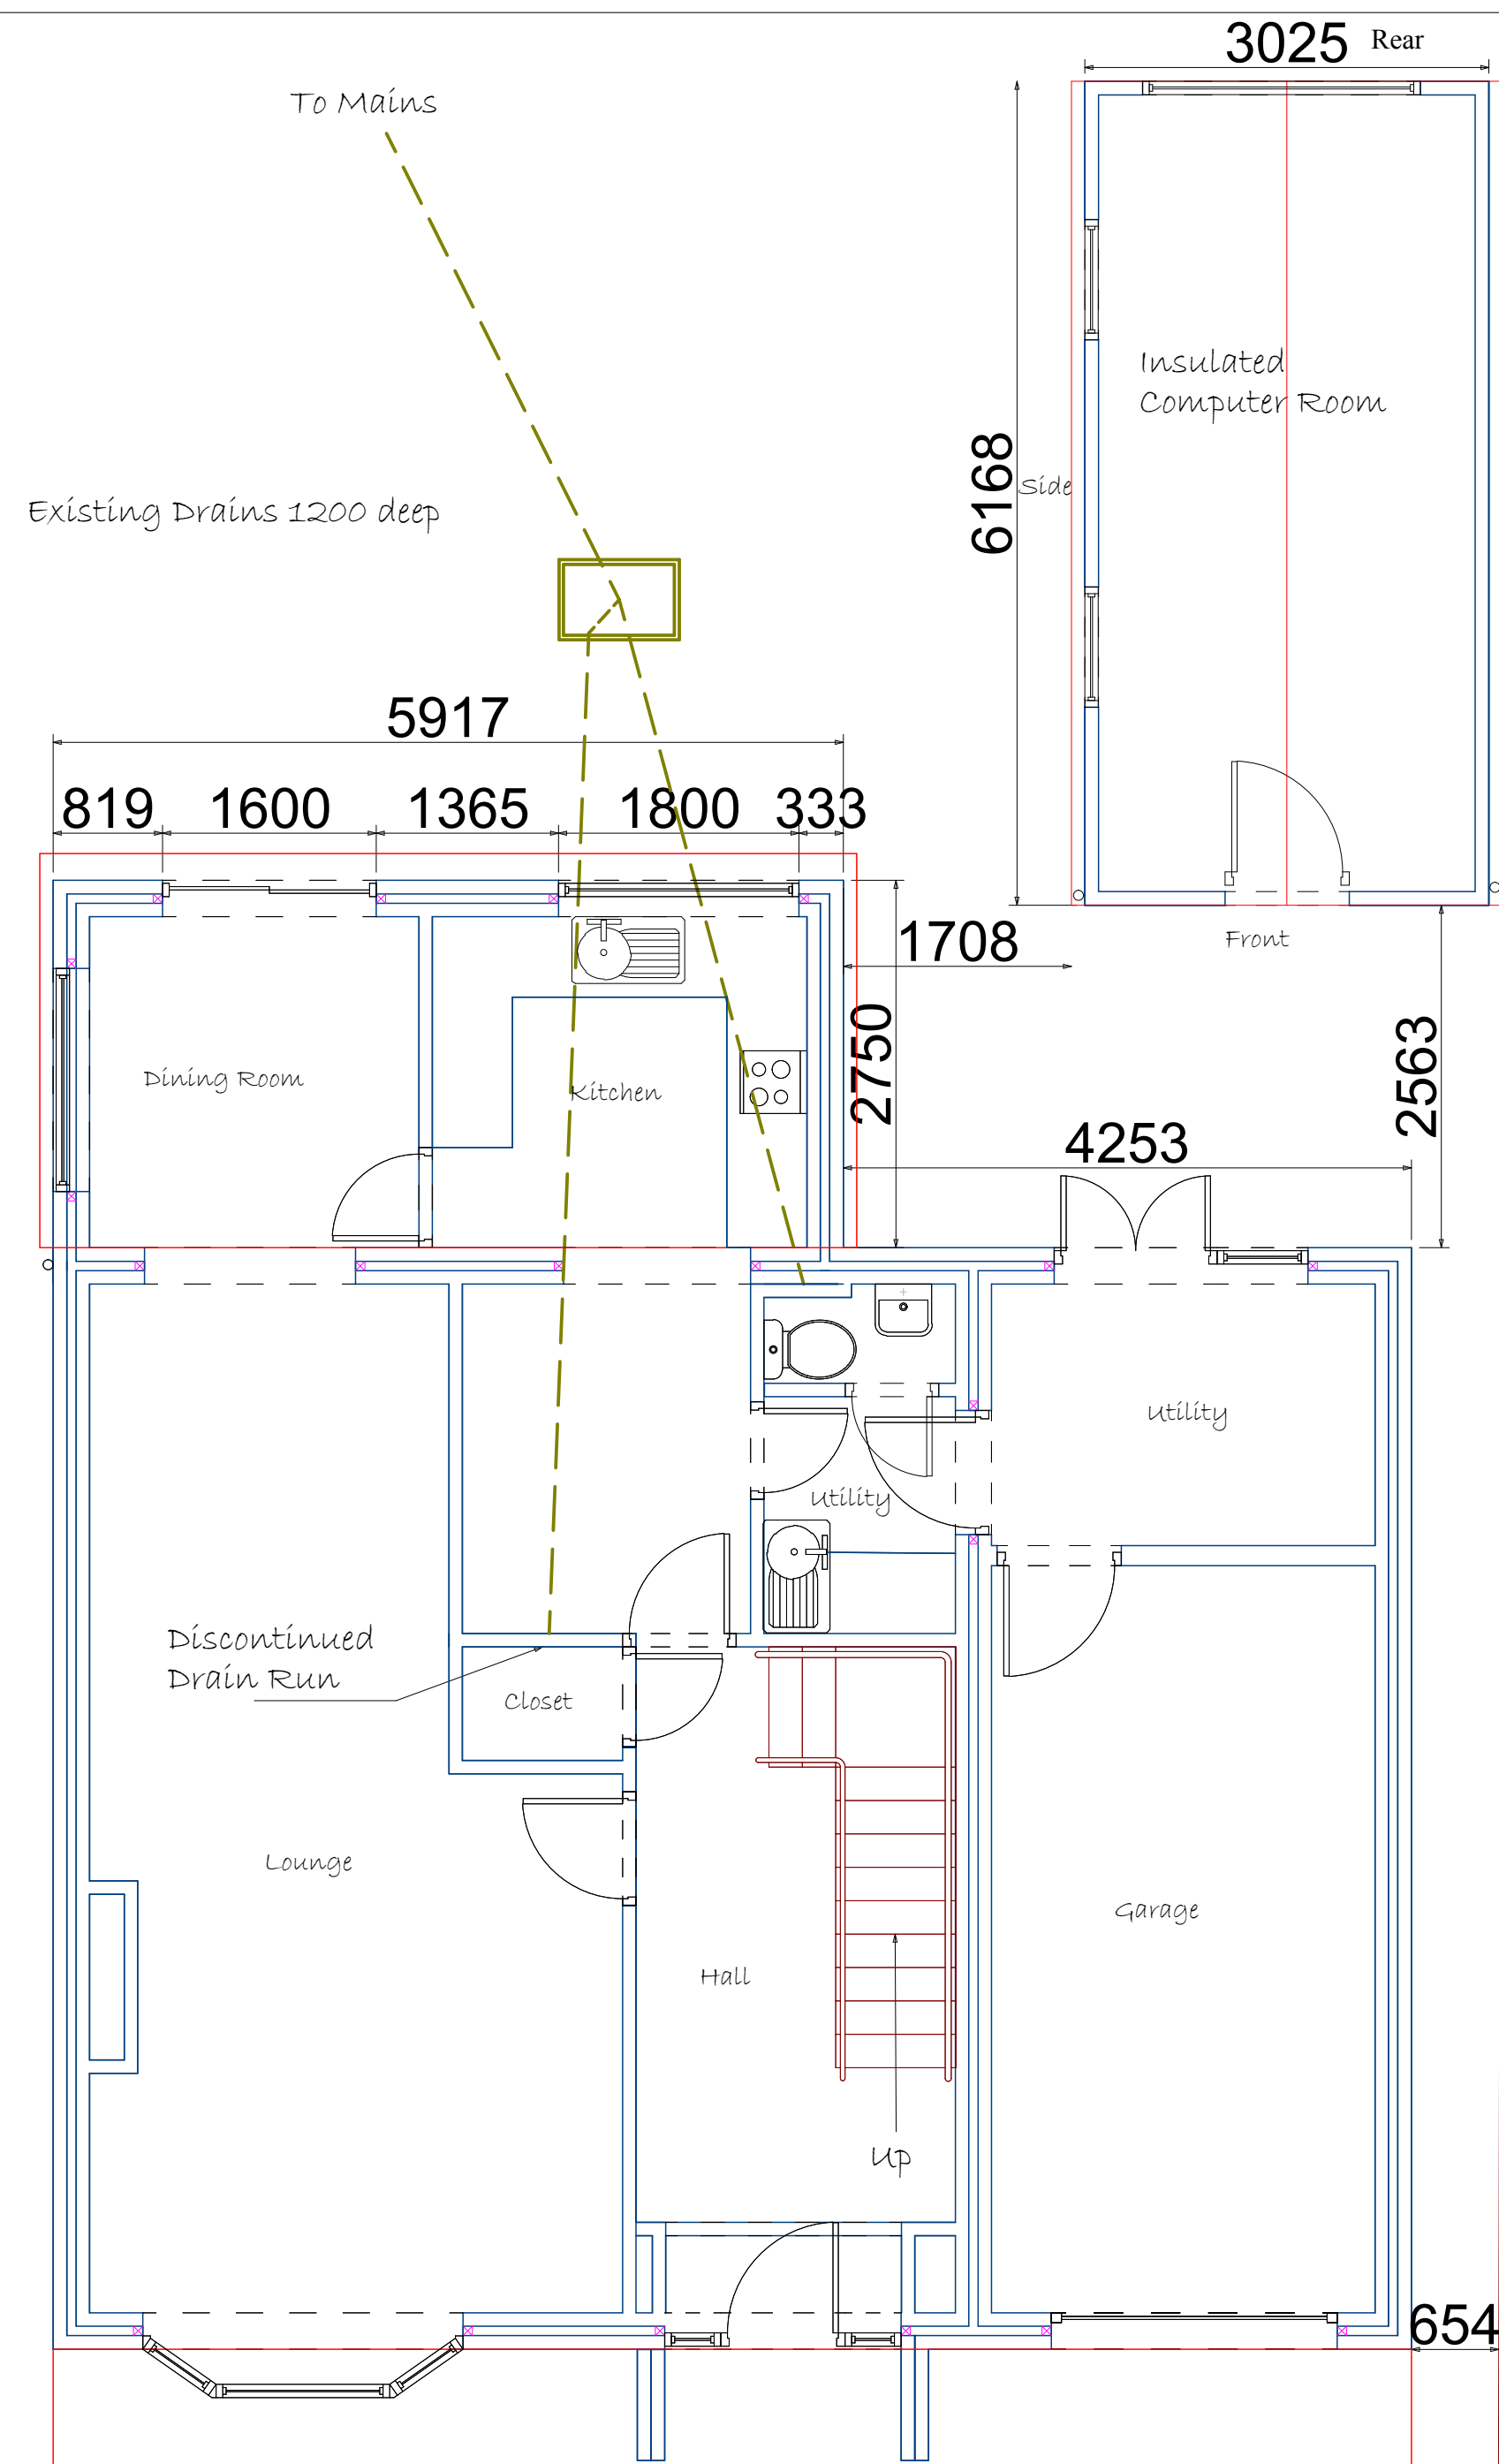 3025 Rear
To Mains
Insulated
Computer Room
6168
Side
Existing Drains 1200 deep
5917
819 1600 1365 1800 333
1708
Front
2750
2563
Dining Room
Kitchen
4253
Utility
Utility
Discontinued
Drain Run
Closet
Lounge
Garage
Hall
Up
654